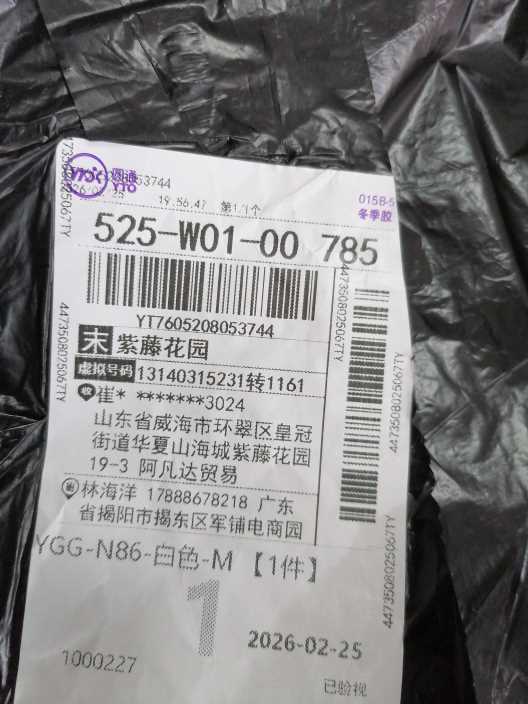 圆通
YTO
53744
19:56:47 第1/1个
015B-5
冬季胶
525-W01-00 785
YT7605208053744
末 紫藤花园
虚拟号码 13140315231转1161
收 崔* *******3024
山东省威海市环翠区皇冠
街道华夏山海城紫藤花园
19-3 阿凡达贸易
林海洋 17888678218 广东
省揭阳市揭东区军铺电商园
YGG-N86-白色-M 【1件】
1
2026-02-25
1000227
已验视
4473508025067TY
4473508025067TY
4473508025067TY